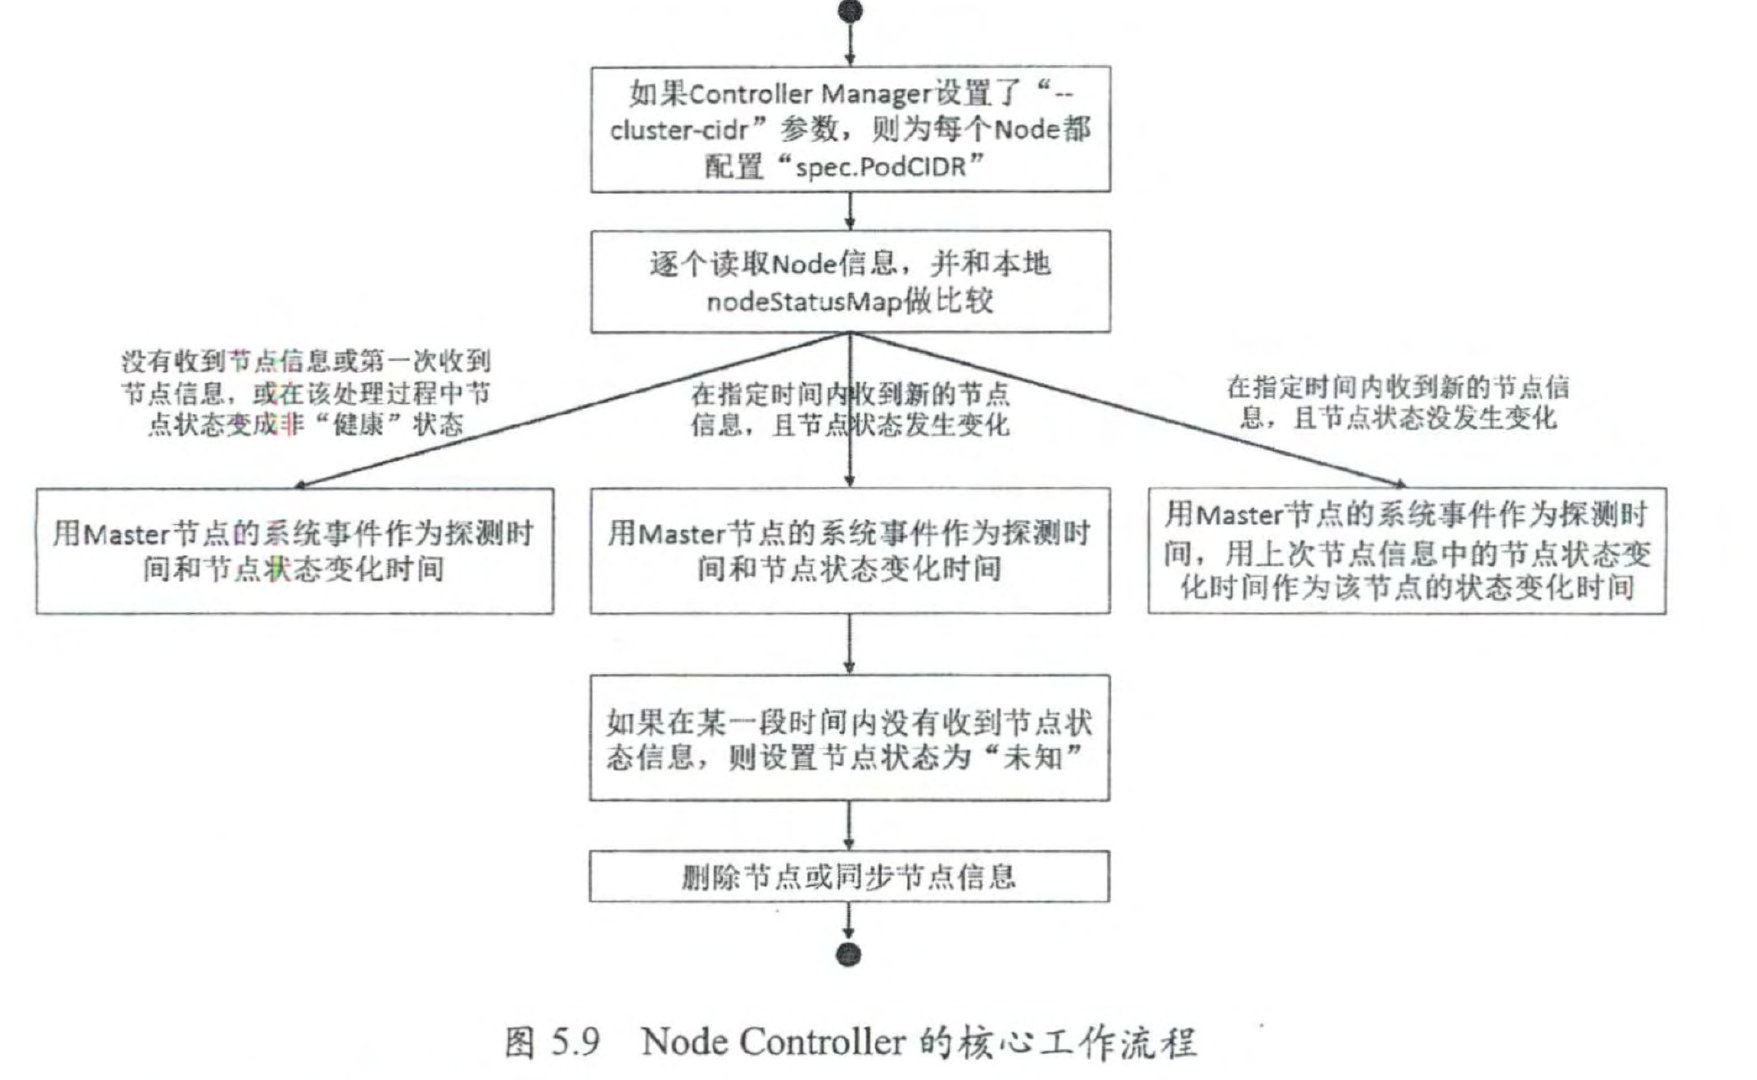 如果Controller Manager设置了“--
cluster-cidr”参数，则为每个Node都
配置“spec.PodCIDR”
逐个读取Node信息，并和本地
nodeStatusMap做比较
没有收到节点信息或第一次收到
节点信息，或在该处理过程中节
点状态变成非“健康”状态
在指定时间内收到新的节点
信息，且节点状态发生变化
在指定时间内收到新的节点信
息，且节点状态没发生变化
用Master节点的系统事件作为探测时
间和节点状态变化时间
用Master节点的系统事件作为探测时
间和节点状态变化时间
用Master节点的系统事件作为探测时
间，用上次节点信息中的节点状态变
化时间作为该节点的状态变化时间
如果在某一段时间内没有收到节点状
态信息，则设置节点状态为“未知”
删除节点或同步节点信息
图 5.9 Node Controller 的核心工作流程